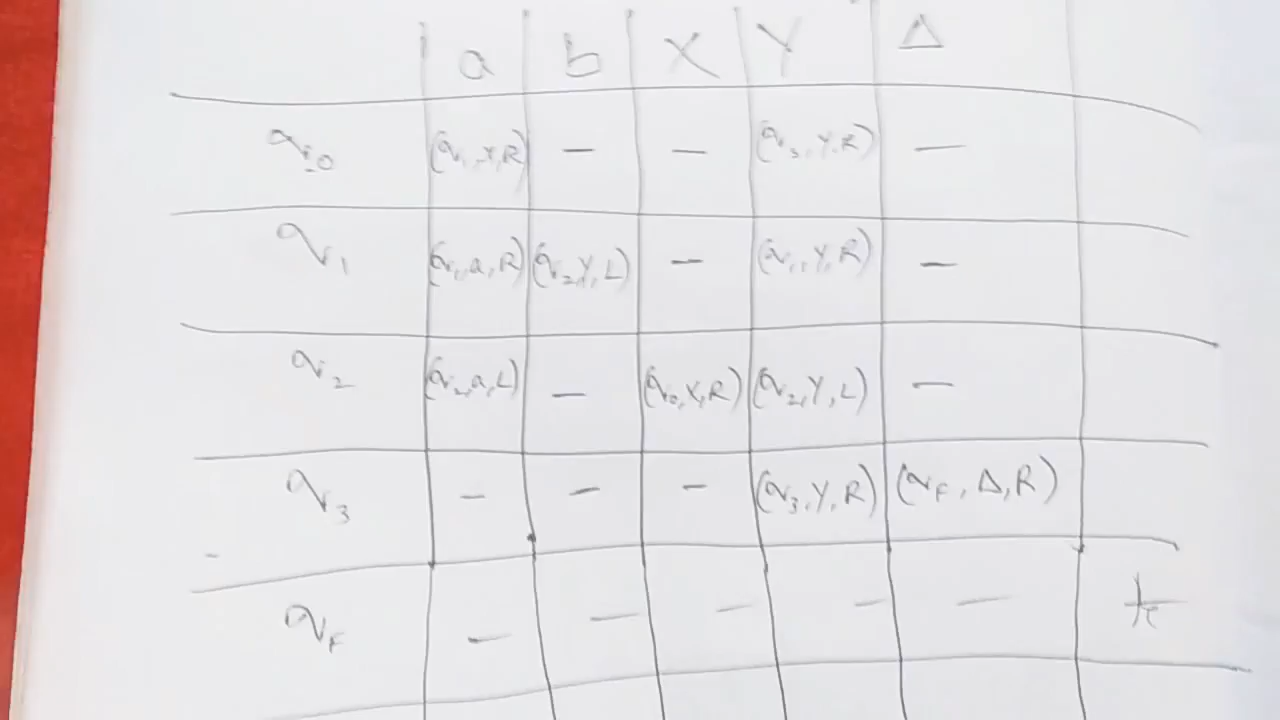 a b X Y Δ
q0 (q1, X, R) — — (q3, Y, R) —
q1 (q1, a, R) (q2, Y, L) — (q1, Y, R) —
q2 (q2, a, L) — (q0, X, R) (q2, Y, L) —
q3 — — — (q3, Y, R) (qF, Δ, R)
qF — — — — —